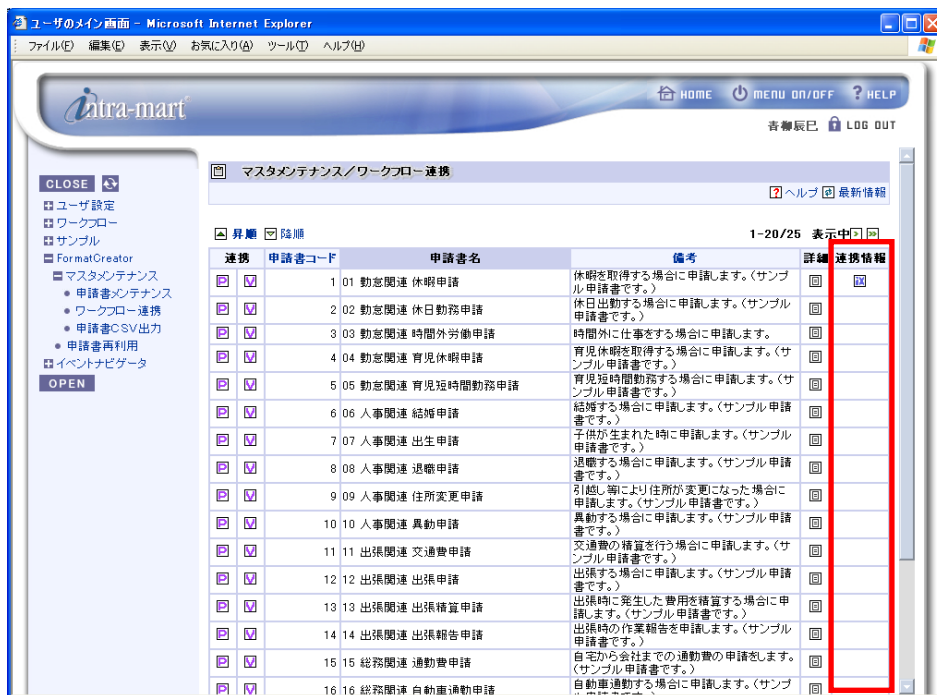 ユーザのメイン画面 - Microsoft Internet Explorer
ファイル(F) 編集(E) 表示(V) お気に入り(A) ツール(T) ヘルプ(H)
intra-mart
HOME MENU ON/OFF ? HELP
青柳辰巳 LOG OUT
CLOSE
ユーザ設定
ワークフロー
サンプル
FormatCreator
マスタメンテナンス
申請書メンテナンス
ワークフロー連携
申請書CSV出力
申請書再利用
イベントナビゲータ
OPEN
マスタメンテナンス/ワークフロー連携
? ヘルプ 最新情報
昇順 降順 1-20/25 表示中
連携 申請書コード 申請書名 備考 詳細 連携情報
P V 1 01 勤怠関連 休暇申請 休暇を取得する場合に申請します。(サンプ
ル申請書です。)
P V 2 02 勤怠関連 休日勤務申請 休日出勤する場合に申請します。(サンプル
申請書です。)
P V 3 03 勤怠関連 時間外労働申請 時間外に仕事をする場合に申請します。
P V 4 04 勤怠関連 育児休暇申請 育児休暇を取得する場合に申請します。(サ
ンプル申請書です。)
P V 5 05 勤怠関連 育児短時間勤務申請 育児短時間勤務する場合に申請します。(サ
ンプル申請書です。)
P V 6 06 人事関連 結婚申請 結婚する場合に申請します。(サンプル申請
書です。)
P V 7 07 人事関連 出生申請 子供が生まれた時に申請します。(サンプル
申請書です。)
P V 8 08 人事関連 退職申請 退職する場合に申請します。(サンプル申請
書です。)
P V 9 09 人事関連 住所変更申請 引越し等により住所が変更になった場合に
申請します。(サンプル申請書です。)
P V 10 10 人事関連 異動申請 異動する場合に申請します。(サンプル申請
書です。)
P V 11 11 出張関連 交通費申請 交通費の精算を行う場合に申請します。(サ
ンプル申請書です。)
P V 12 12 出張関連 出張申請 出張する場合に申請します。(サンプル申請
書です。)
P V 13 13 出張関連 出張精算申請 出張時に発生した費用を精算する場合に申
請します。(サンプル申請書です。)
P V 14 14 出張関連 出張報告申請 出張時の作業報告を申請します。(サンプル
申請書です。)
P V 15 15 総務関連 通勤費申請 自宅から会社までの通勤費の申請をします。
(サンプル申請書です。)
P V 16 16 総務関連 自動車通勤申請 自動車通勤する場合に申請します。(サンプ